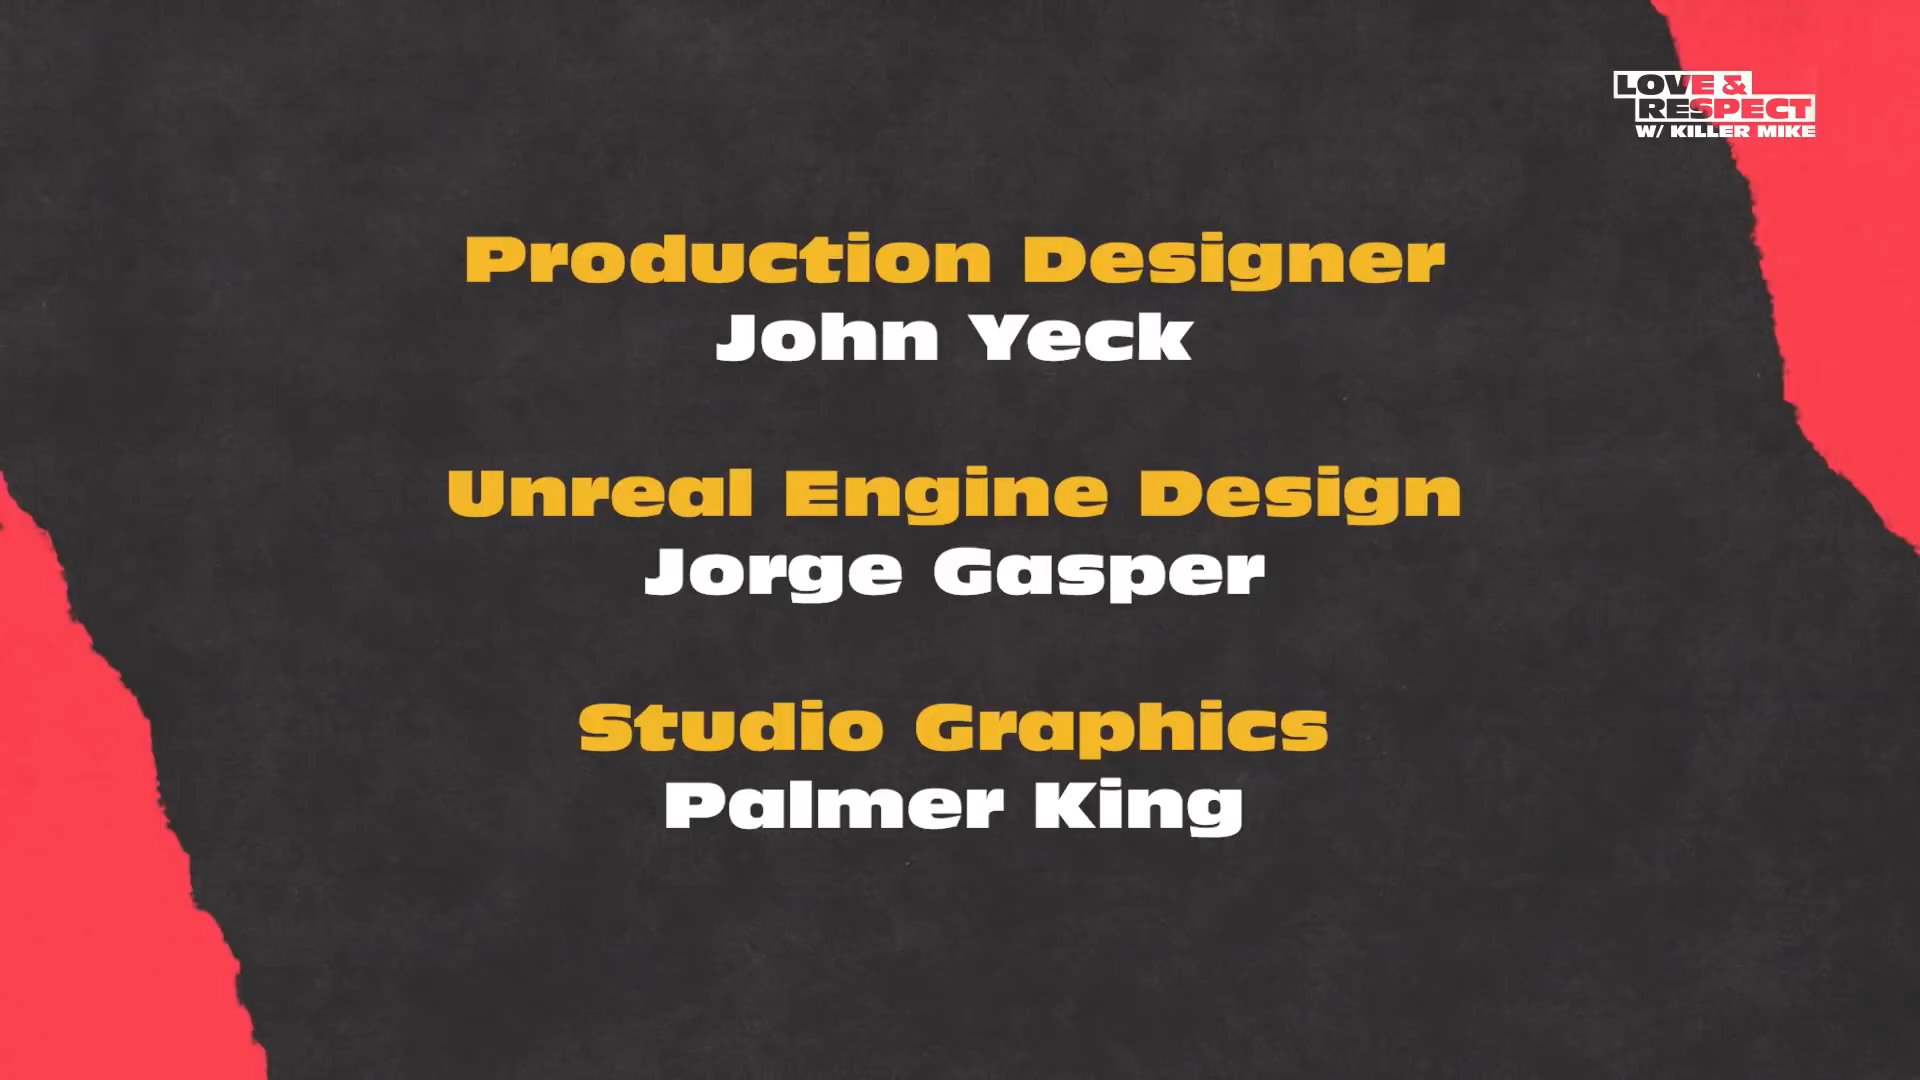 LOVE &
RESPECT
W/ KILLER MIKE
Production Designer
John Yeck
Unreal Engine Design
Jorge Gasper
Studio Graphics
Palmer King